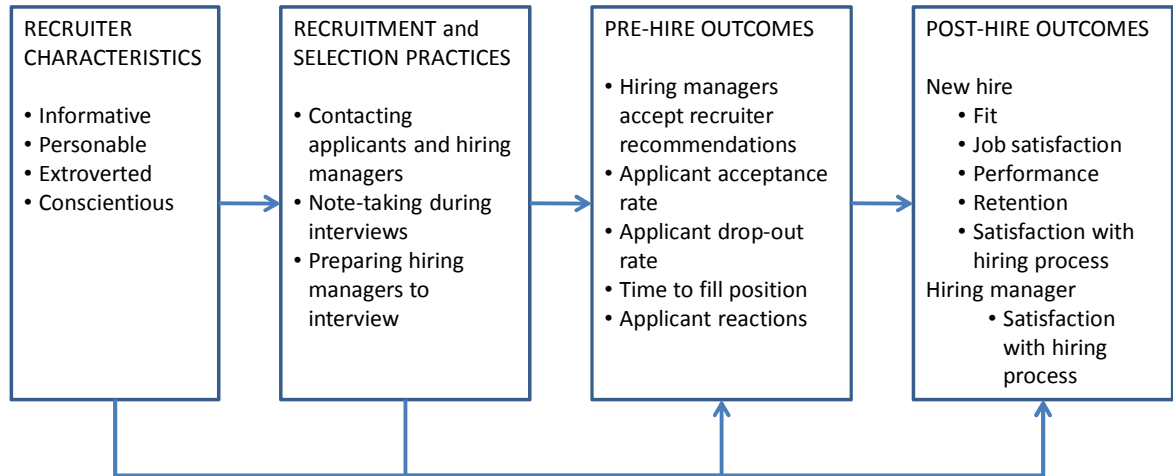 RECRUITER
CHARACTERISTICS
• Informative
• Personable
• Extroverted
• Conscientious
RECRUITMENT and
SELECTION PRACTICES
• Contacting
applicants and hiring
managers
• Note-taking during
interviews
• Preparing hiring
managers to
interview
PRE-HIRE OUTCOMES
• Hiring managers
accept recruiter
recommendations
• Applicant acceptance
rate
• Applicant drop-out
rate
• Time to fill position
• Applicant reactions
POST-HIRE OUTCOMES
New hire
• Fit
• Job satisfaction
• Performance
• Retention
• Satisfaction with
hiring process
Hiring manager
• Satisfaction
with hiring
process